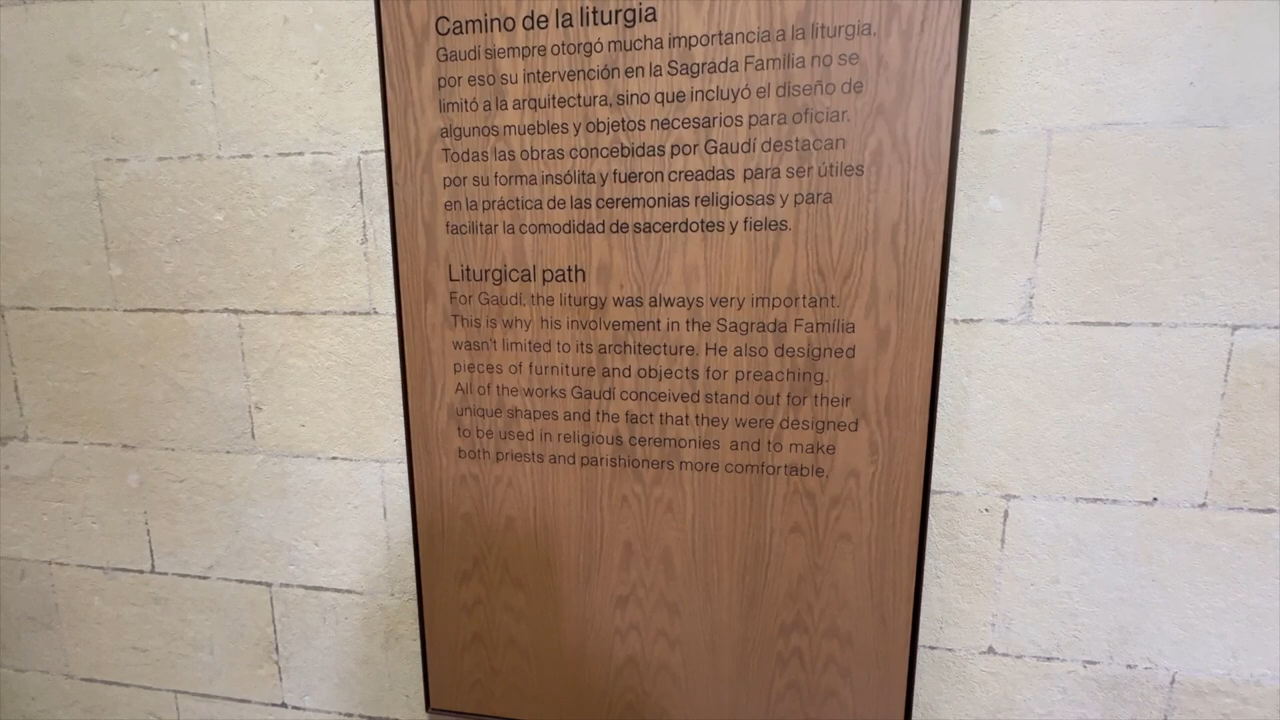 Camino de la liturgia
Gaudí siempre otorgó mucha importancia a la liturgia,
por eso su intervención en la Sagrada Família no se
limitó a la arquitectura, sino que incluyó el diseño de
algunos muebles y objetos necesarios para oficiar.
Todas las obras concebidas por Gaudí destacan
por su forma insólita y fueron creadas para ser útiles
en la práctica de las ceremonias religiosas y para
facilitar la comodidad de sacerdotes y fieles.
Liturgical path
For Gaudí, the liturgy was always very important.
This is why his involvement in the Sagrada Família
wasn't limited to its architecture. He also designed
pieces of furniture and objects for preaching.
All of the works Gaudí conceived stand out for their
unique shapes and the fact that they were designed
to be used in religious ceremonies and to make
both priests and parishioners more comfortable.